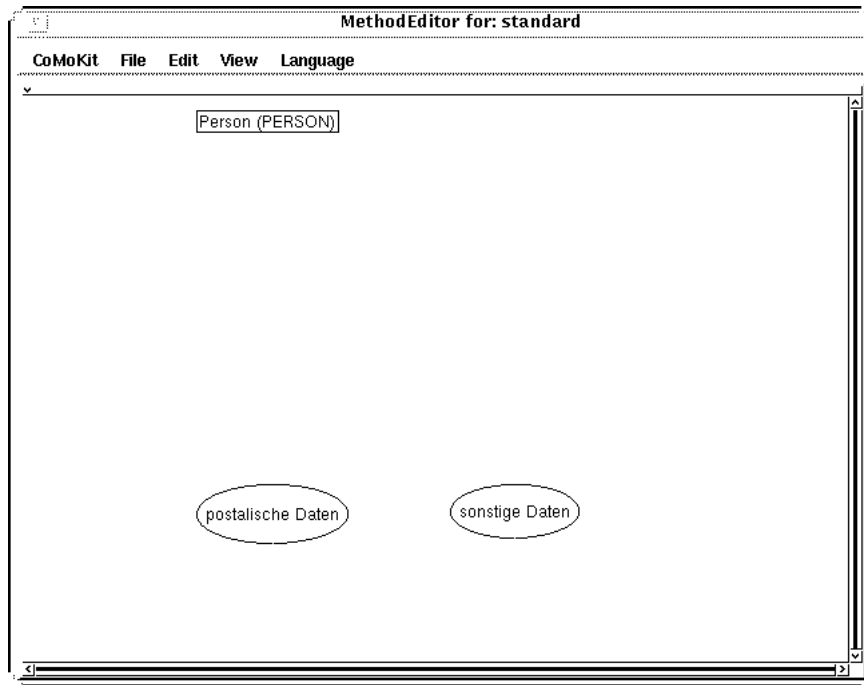 MethodEditor for: standard
CoMoKit File Edit View Language
Person (PERSON)
postalische Daten
sonstige Daten